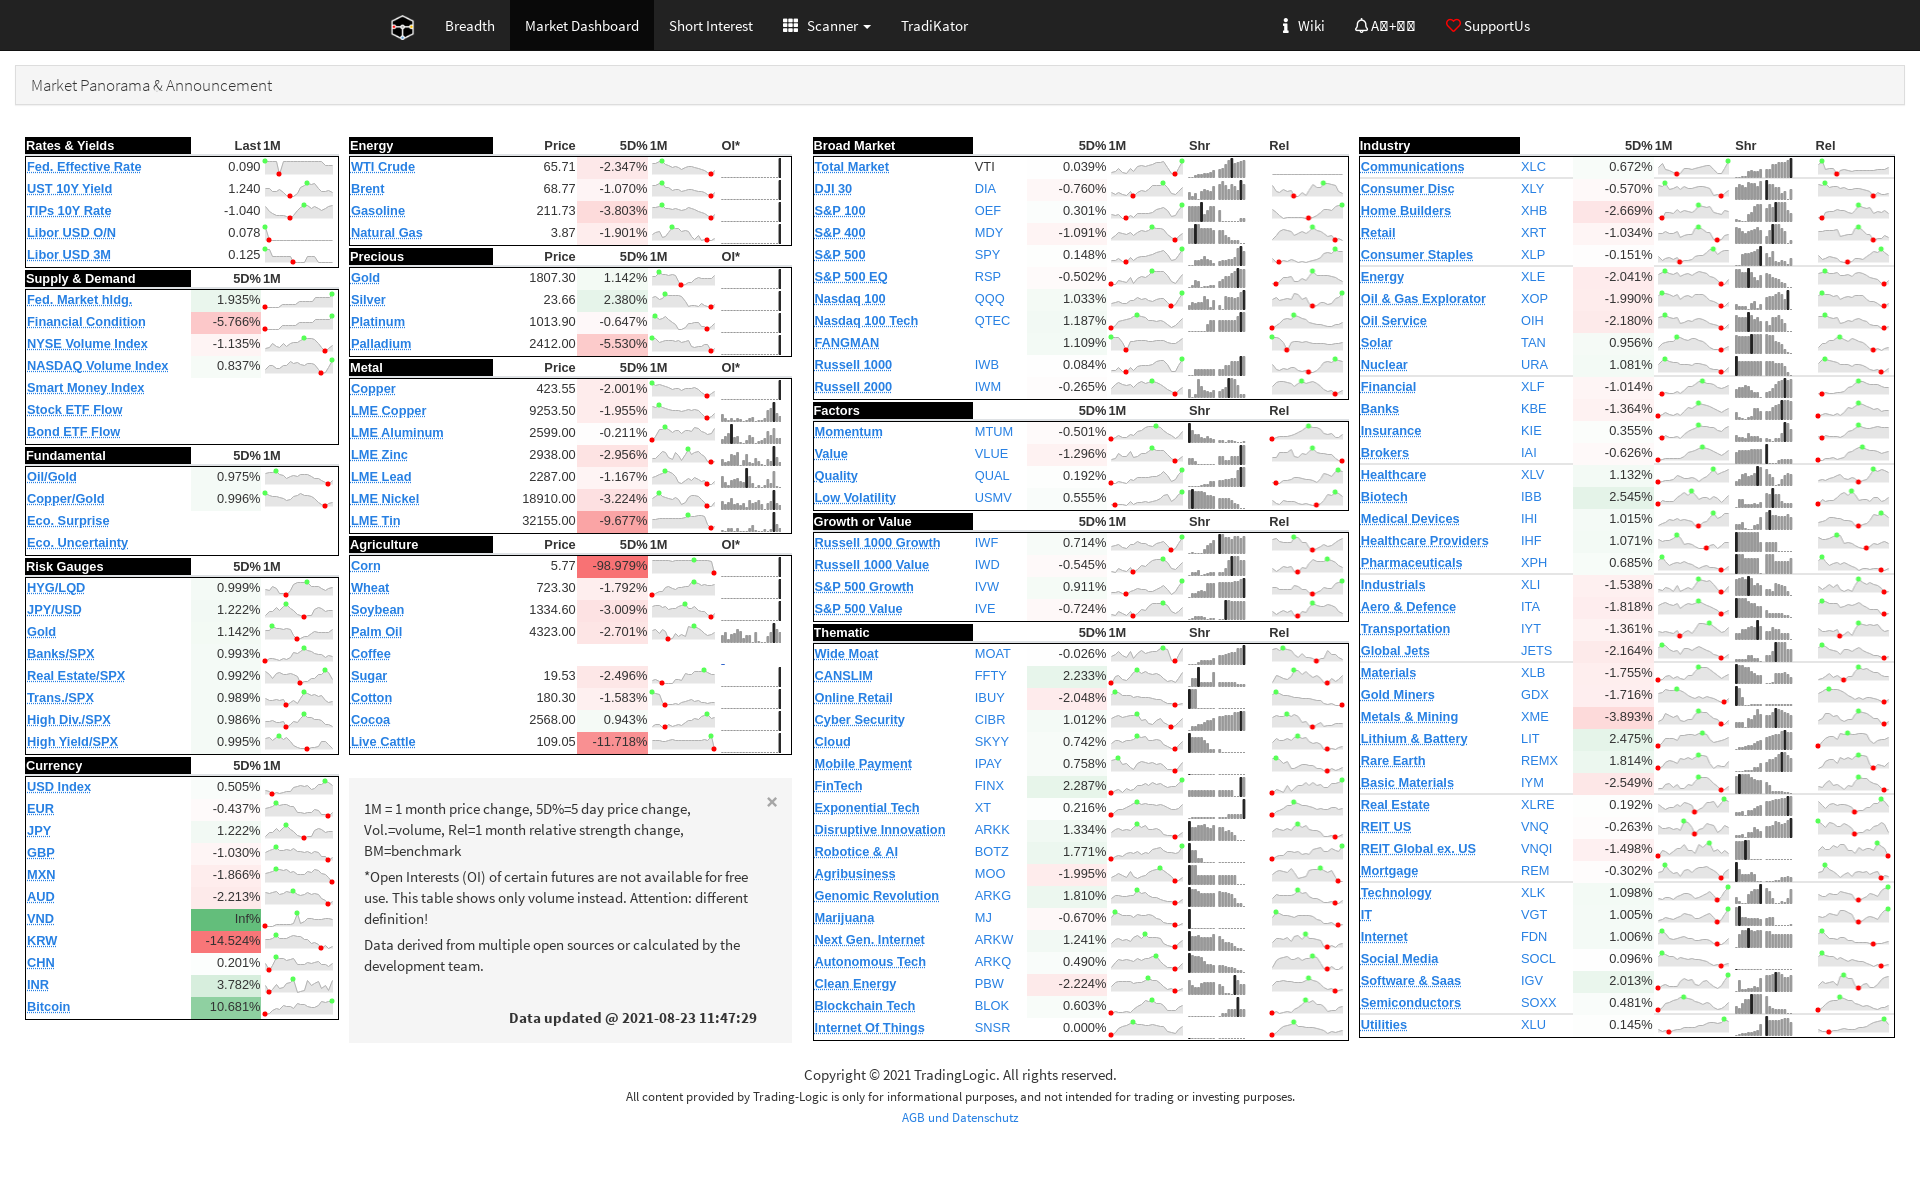 Breadth Market Dashboard Short Interest Scanner TradiKator Wiki SupportUs
Market Panorama & Announcement
Rates & Yields Last 1M
Fed. Effective Rate 0.090
UST 10Y Yield 1.240
TIPs 10Y Rate -1.040
Libor USD O/N 0.078
Libor USD 3M 0.125
Supply & Demand 5D% 1M
Fed. Market hldg. 1.935%
Financial Condition -5.766%
NYSE Volume Index -1.135%
NASDAQ Volume Index 0.837%
Smart Money Index
Stock ETF Flow
Bond ETF Flow
Fundamental 5D% 1M
Oil/Gold 0.975%
Copper/Gold 0.996%
Eco. Surprise
Eco. Uncertainty
Risk Gauges 5D% 1M
HYG/LQD 0.999%
JPY/USD 1.222%
Gold 1.142%
Banks/SPX 0.993%
Real Estate/SPX 0.992%
Trans./SPX 0.989%
High Div./SPX 0.986%
High Yield/SPX 0.995%
Currency 5D% 1M
USD Index 0.505%
EUR -0.437%
JPY 1.222%
GBP -1.030%
MXN -1.866%
AUD -2.213%
VND Inf%
KRW -14.524%
CHN 0.201%
INR 3.782%
Bitcoin 10.681%
Energy Price 5D% 1M OI*
WTI Crude 65.71 -2.347%
Brent 68.77 -1.070%
Gasoline 211.73 -3.803%
Natural Gas 3.87 -1.901%
Precious Price 5D% 1M OI*
Gold 1807.30 1.142%
Silver 23.66 2.380%
Platinum 1013.90 -0.647%
Palladium 2412.00 -5.530%
Metal Price 5D% 1M OI*
Copper 423.55 -2.001%
LME Copper 9253.50 -1.955%
LME Aluminum 2599.00 -0.211%
LME Zinc 2938.00 -2.956%
LME Lead 2287.00 -1.167%
LME Nickel 18910.00 -3.224%
LME Tin 32155.00 -9.677%
Agriculture Price 5D% 1M OI*
Corn 5.77 -98.979%
Wheat 723.30 -1.792%
Soybean 1334.60 -3.009%
Palm Oil 4323.00 -2.701%
Coffee -
Sugar 19.53 -2.496%
Cotton 180.30 -1.583%
Cocoa 2568.00 0.943%
Live Cattle 109.05 -11.718%
×
1M = 1 month price change, 5D%=5 day price change,
Vol.=volume, Rel=1 month relative strength change,
BM=benchmark
*Open Interests (OI) of certain futures are not available for free
use. This table shows only volume instead. Attention: different
definition!
Data derived from multiple open sources or calculated by the
development team.
Data updated @ 2021-08-23 11:47:29
Broad Market 5D% 1M Shr Rel
Total Market VTI 0.039%
DJI 30 DIA -0.760%
S&P 100 OEF 0.301%
S&P 400 MDY -1.091%
S&P 500 SPY 0.148%
S&P 500 EQ RSP -0.502%
Nasdaq 100 QQQ 1.033%
Nasdaq 100 Tech QTEC 1.187%
FANGMAN 1.109%
Russell 1000 IWB 0.084%
Russell 2000 IWM -0.265%
Factors 5D% 1M Shr Rel
Momentum MTUM -0.501%
Value VLUE -1.296%
Quality QUAL 0.192%
Low Volatility USMV 0.555%
Growth or Value 5D% 1M Shr Rel
Russell 1000 Growth IWF 0.714%
Russell 1000 Value IWD -0.545%
S&P 500 Growth IVW 0.911%
S&P 500 Value IVE -0.724%
Thematic 5D% 1M Shr Rel
Wide Moat MOAT -0.026%
CANSLIM FFTY 2.233%
Online Retail IBUY -2.048%
Cyber Security CIBR 1.012%
Cloud SKYY 0.742%
Mobile Payment IPAY 0.758%
FinTech FINX 2.287%
Exponential Tech XT 0.216%
Disruptive Innovation ARKK 1.334%
Robotice & AI BOTZ 1.771%
Agribusiness MOO -1.995%
Genomic Revolution ARKG 1.810%
Marijuana MJ -0.670%
Next Gen. Internet ARKW 1.241%
Autonomous Tech ARKQ 0.490%
Clean Energy PBW -2.224%
Blockchain Tech BLOK 0.603%
Internet Of Things SNSR 0.000%
Industry 5D% 1M Shr Rel
Communications XLC 0.672%
Consumer Disc XLY -0.570%
Home Builders XHB -2.669%
Retail XRT -1.034%
Consumer Staples XLP -0.151%
Energy XLE -2.041%
Oil & Gas Explorator XOP -1.990%
Oil Service OIH -2.180%
Solar TAN 0.956%
Nuclear URA 1.081%
Financial XLF -1.014%
Banks KBE -1.364%
Insurance KIE 0.355%
Brokers IAI -0.626%
Healthcare XLV 1.132%
Biotech IBB 2.545%
Medical Devices IHI 1.015%
Healthcare Providers IHF 1.071%
Pharmaceuticals XPH 0.685%
Industrials XLI -1.538%
Aero & Defence ITA -1.818%
Transportation IYT -1.361%
Global Jets JETS -2.164%
Materials XLB -1.755%
Gold Miners GDX -1.716%
Metals & Mining XME -3.893%
Lithium & Battery LIT 2.475%
Rare Earth REMX 1.814%
Basic Materials IYM -2.549%
Real Estate XLRE 0.192%
REIT US VNQ -0.263%
REIT Global ex. US VNQI -1.498%
Mortgage REM -0.302%
Technology XLK 1.098%
IT VGT 1.005%
Internet FDN 1.006%
Social Media SOCL 0.096%
Software & Saas IGV 2.013%
Semiconductors SOXX 0.481%
Utilities XLU 0.145%
Copyright © 2021 TradingLogic. All rights reserved.
All content provided by Trading-Logic is only for informational purposes, and not intended for trading or investing purposes.
AGB und Datenschutz